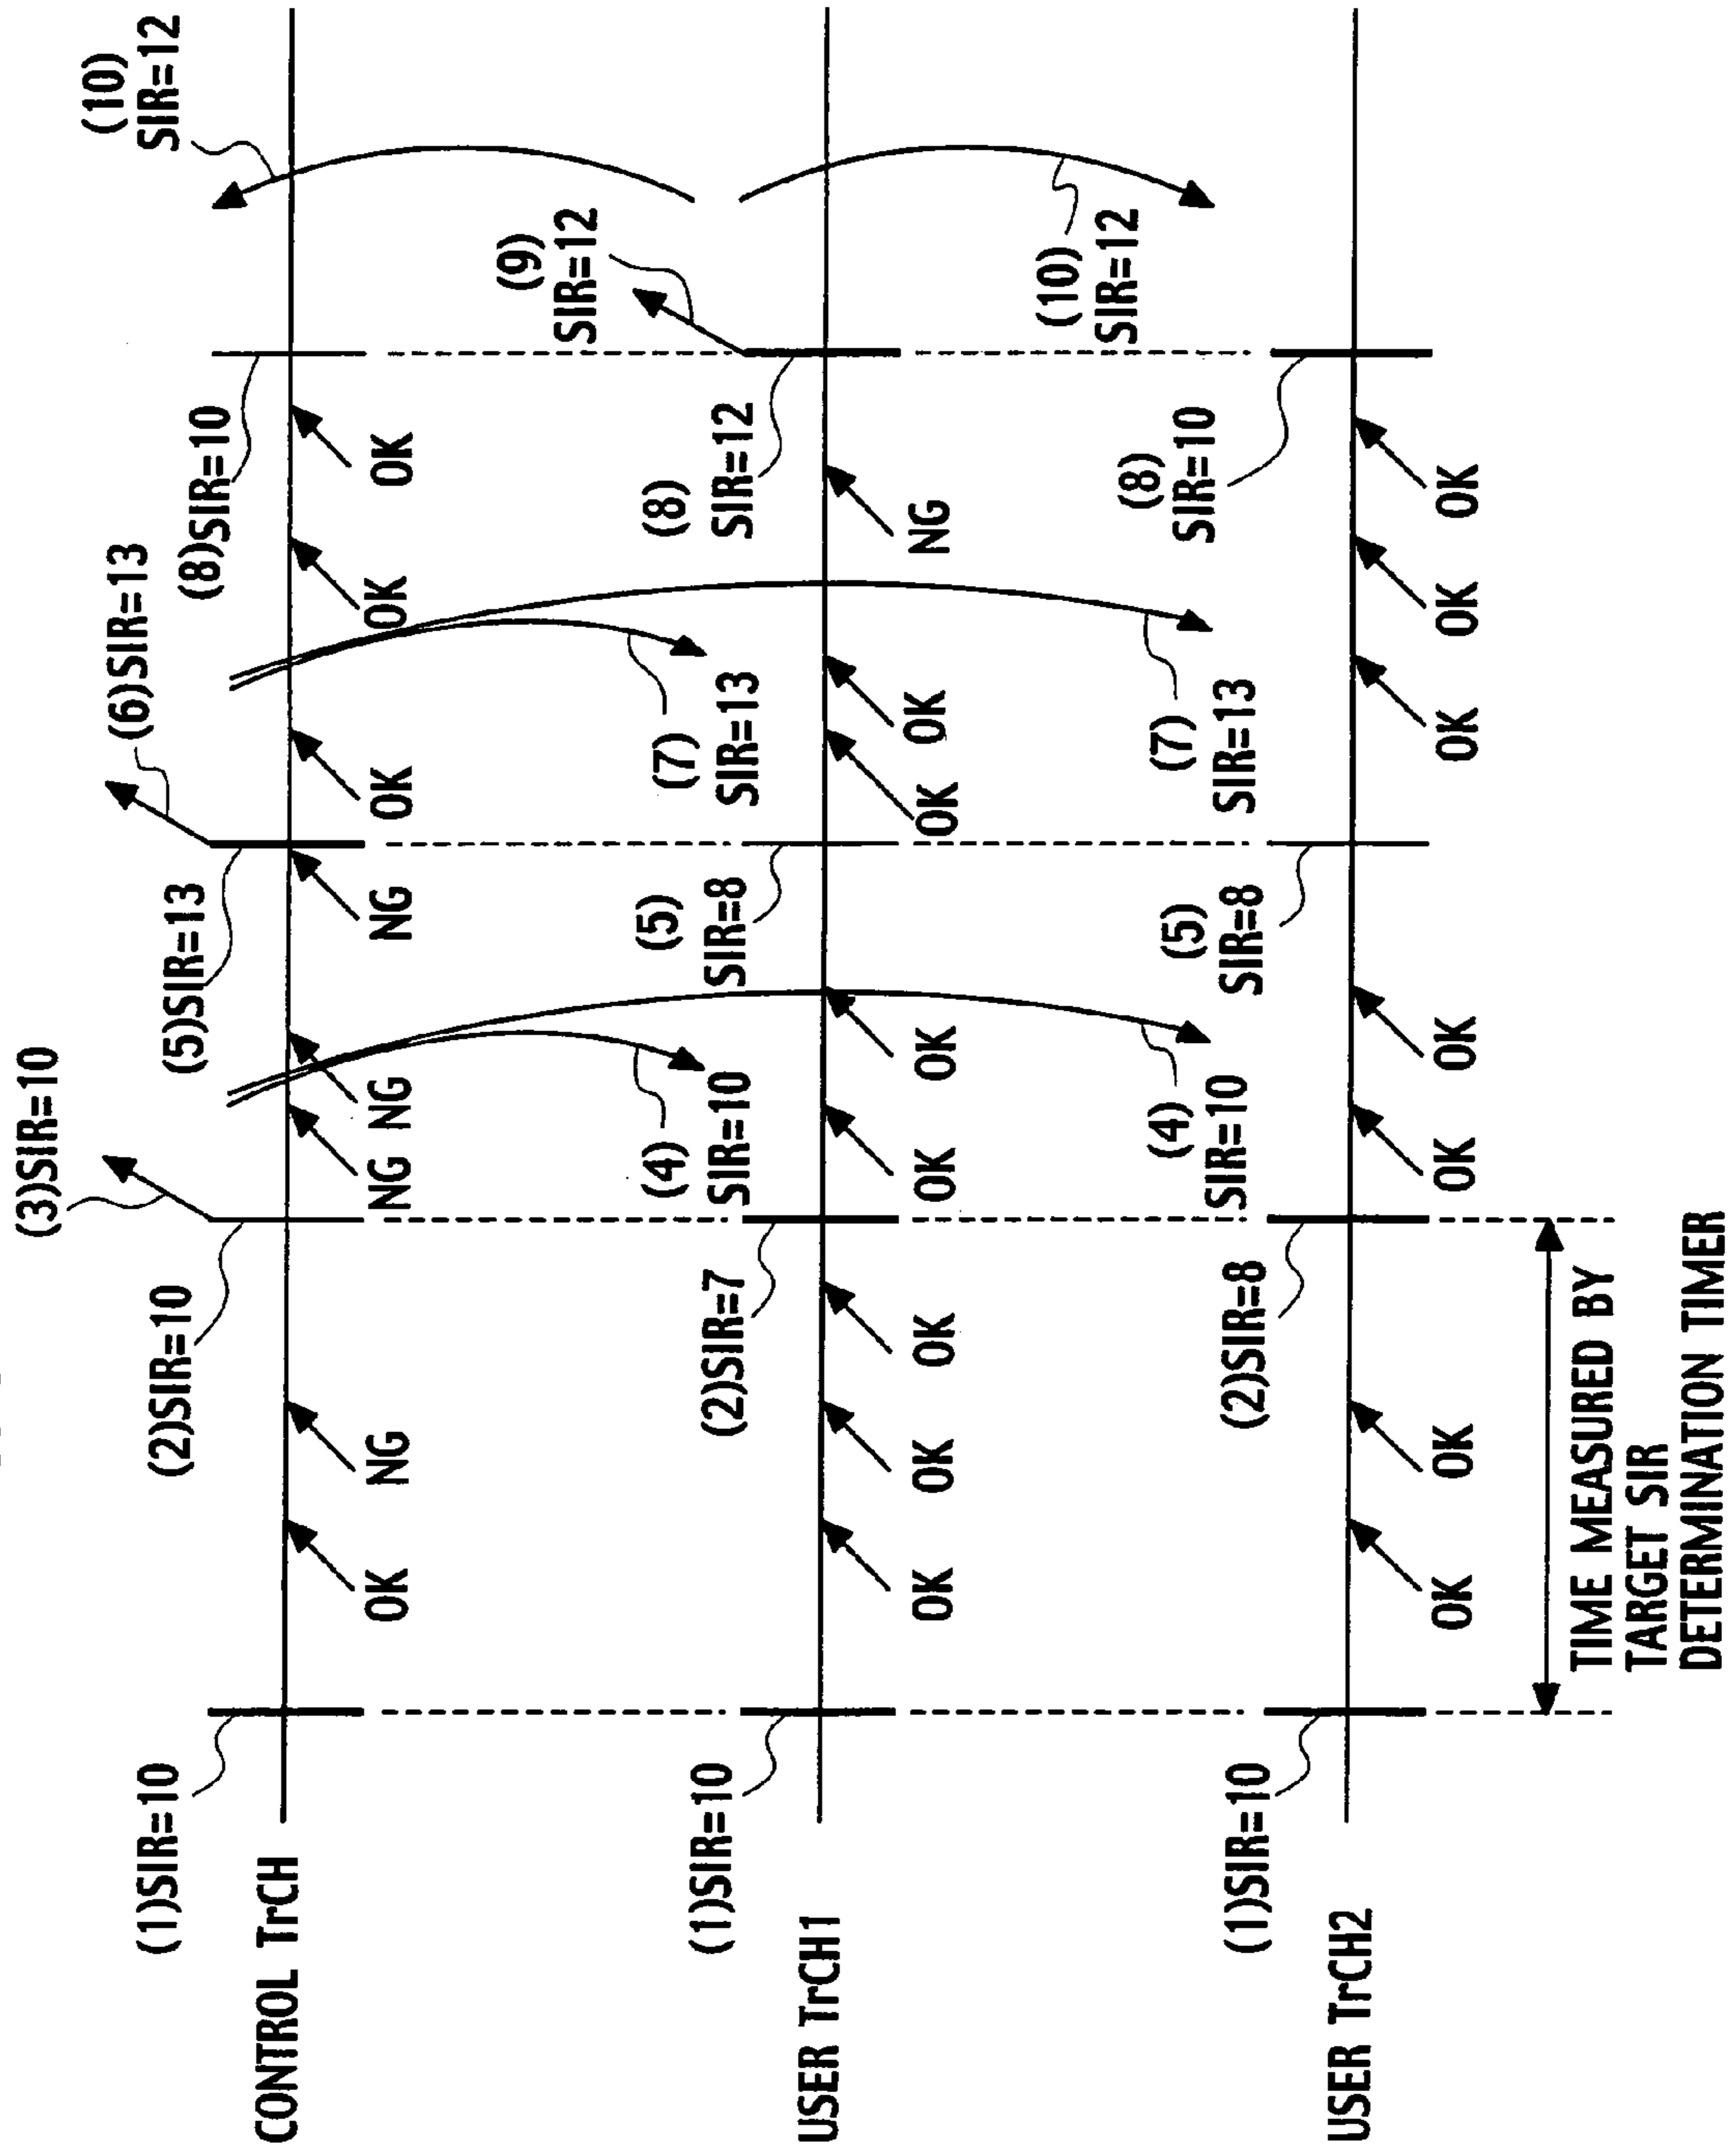 (1)SIR=10
(2)SIR=10
(3)SIR=10
(5)SIR=13
(6)SIR=13
(8)SIR=10
(10)
SIR=12
CONTROL TrCH
OK
NG
NG
NG
NG
OK
OK
OK
(1)SIR=10
(2)SIR=7
(4)
SIR=10
(5)
SIR=8
(7)
SIR=13
(8)
SIR=12
(9)
SIR=12
USER TrCH1
OK
OK
OK
OK
OK
OK
OK
NG
(1)SIR=10
(2)SIR=8
(4)
SIR=10
(5)
SIR=8
(7)
SIR=13
(8)
SIR=10
(10)
SIR=12
USER TrCH2
OK
OK
OK
OK
OK
OK
OK
TIME MEASURED BY
TARGET SIR
DETERMINATION TIMER